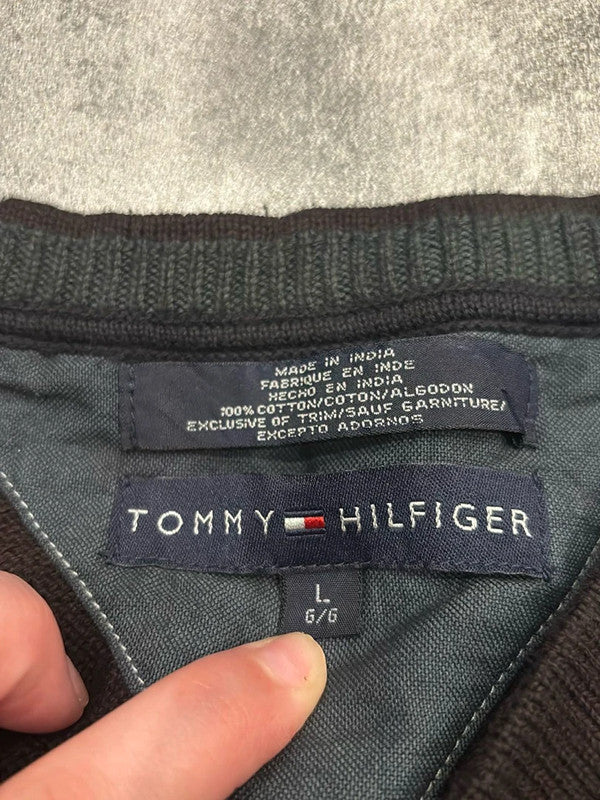 MADE IN INDIA
FABRIQUE EN INDE
HECHO EN INDIA
100% COTTON/COTON/ALGODON
EXCLUSIVE OF TRIM/SAUF GARNITURE/
EXCEPTO ADORNOS
TOMMY HILFIGER
L
G/G